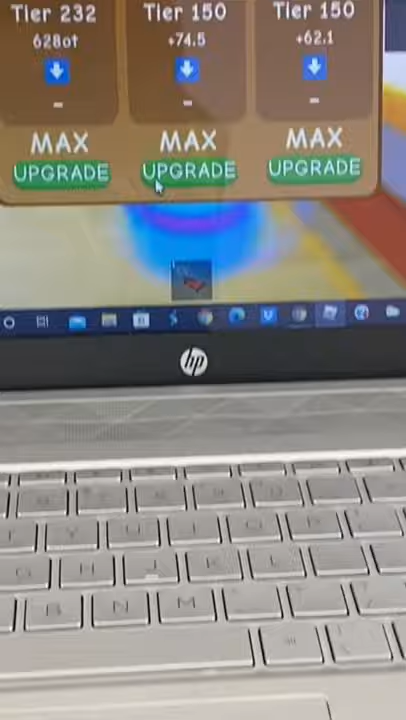 Tier 232
Tier 150
Tier 150
628ot
+74.5
+62.1
-
-
-
MAX
MAX
MAX
UPGRADE
UPGRADE
UPGRADE
hp
Y
U
I
G
H
J
K
L
B
N
M